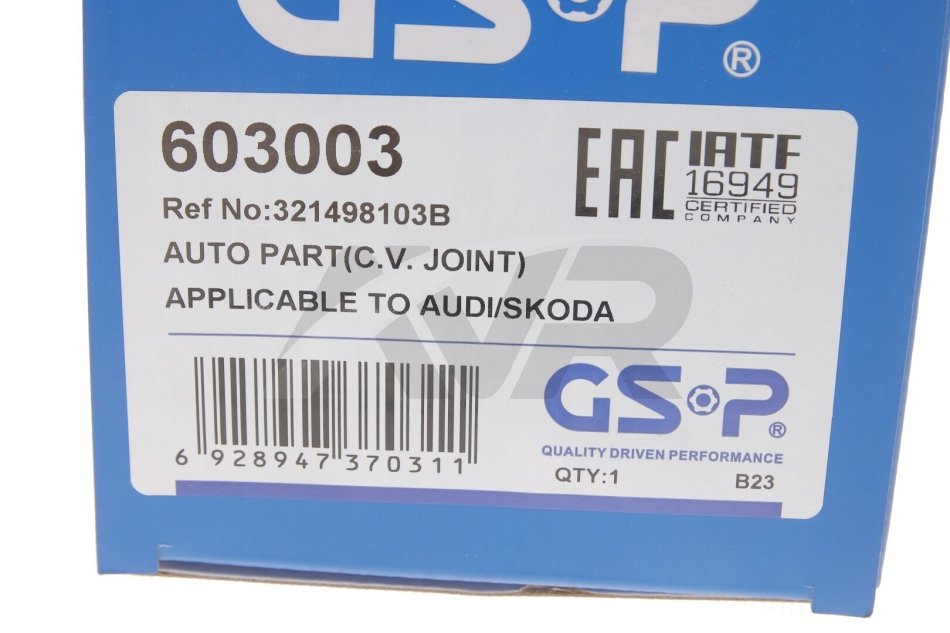 GSP®
603003
EAC
IATF
16949
CERTIFIED
COMPANY
Ref No:321498103B
AUTO PART(C.V. JOINT)
APPLICABLE TO AUDI/SKODA
AVR
GSP®
QUALITY DRIVEN PERFORMANCE
6 928947 370311
QTY:1 B23